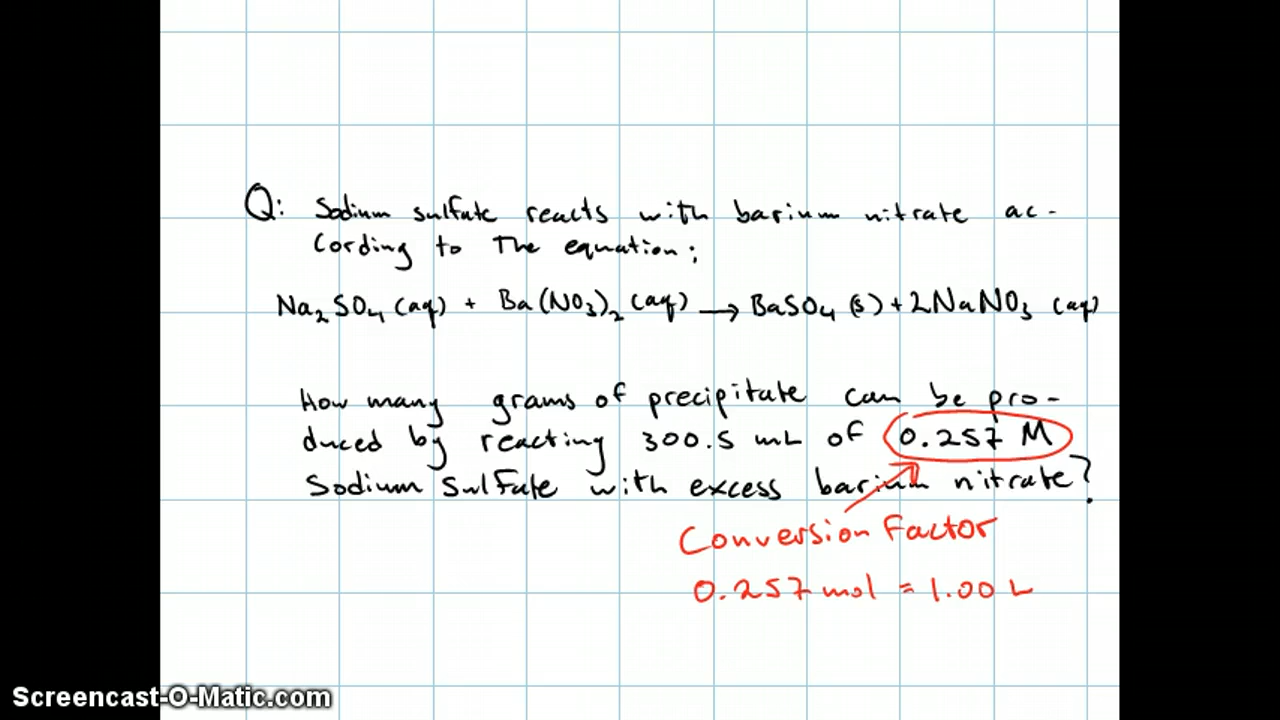 Q: Sodium sulfate reacts with barium nitrate ac-
cording to the equation:
Na₂SO₄ (aq) + Ba(NO₃)₂ (aq) → BaSO₄ (s) + 2NaNO₃ (aq)
How many grams of precipitate can be pro-
duced by reacting 300.5 mL of 0.257 M
Sodium sulfate with excess barium nitrate?
Conversion Factor
0.257 mol = 1.00 L
Screencast-O-Matic.com